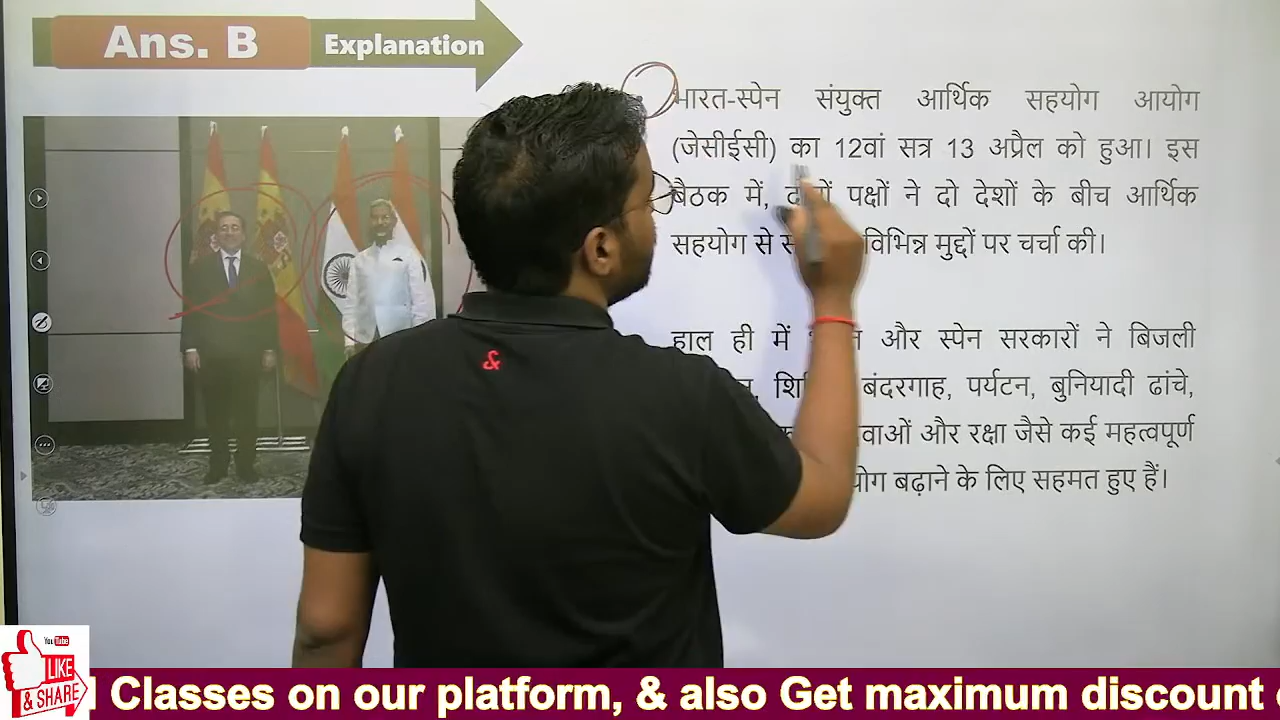 Ans. B
Explanation
भारत-स्पेन संयुक्त आर्थिक सहयोग आयोग
(जेसीईसी) का 12वां सत्र 13 अप्रैल को हुआ। इस
बैठक में, पक्षों ने दो देशों के बीच आर्थिक
सहयोग से विभिन्न मुद्दों पर चर्चा की।
हाल ही में और स्पेन सरकारों ने बिजली
बंदरगाह, पर्यटन, बुनियादी ढांचे,
और रक्षा जैसे कई महत्वपूर्ण
बढ़ाने के लिए सहमत हुए हैं।
&
YouTube
LIKE
& SHARE
Classes on our platform, & also Get maximum discount